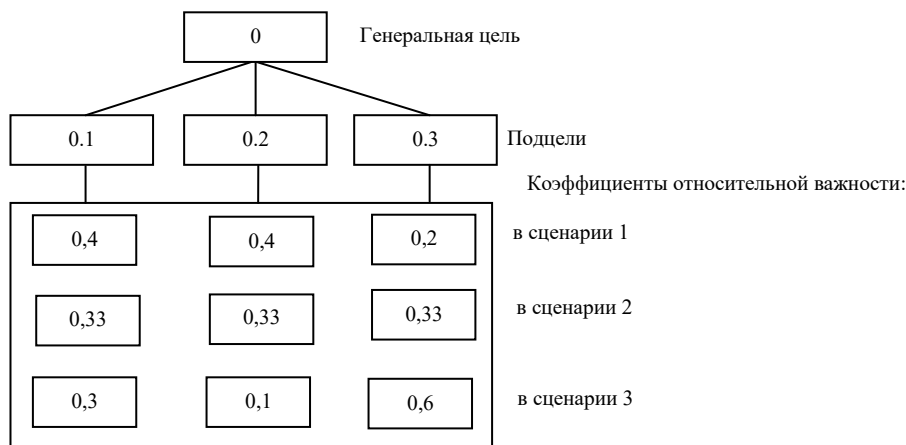 0 Генеральная цель
0.1 0.2 0.3 Подцели
Коэффициенты относительной важности:
0,4 0,4 0,2 в сценарии 1
0,33 0,33 0,33 в сценарии 2
0,3 0,1 0,6 в сценарии 3